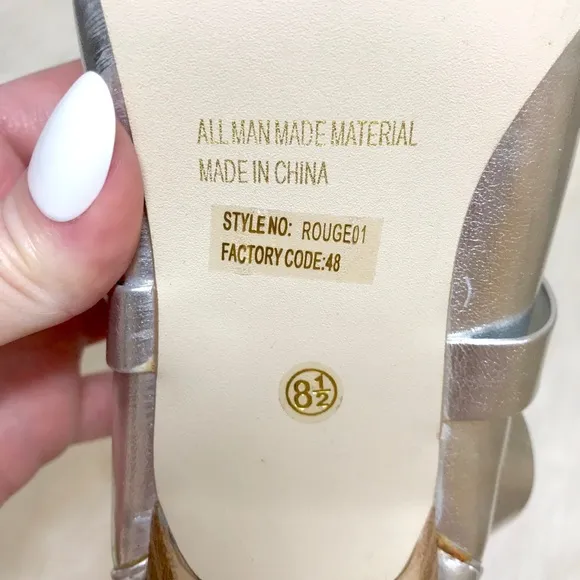 ALL MAN MADE MATERIAL
MADE IN CHINA
STYLE NO: ROUGE01
FACTORY CODE:48
8½